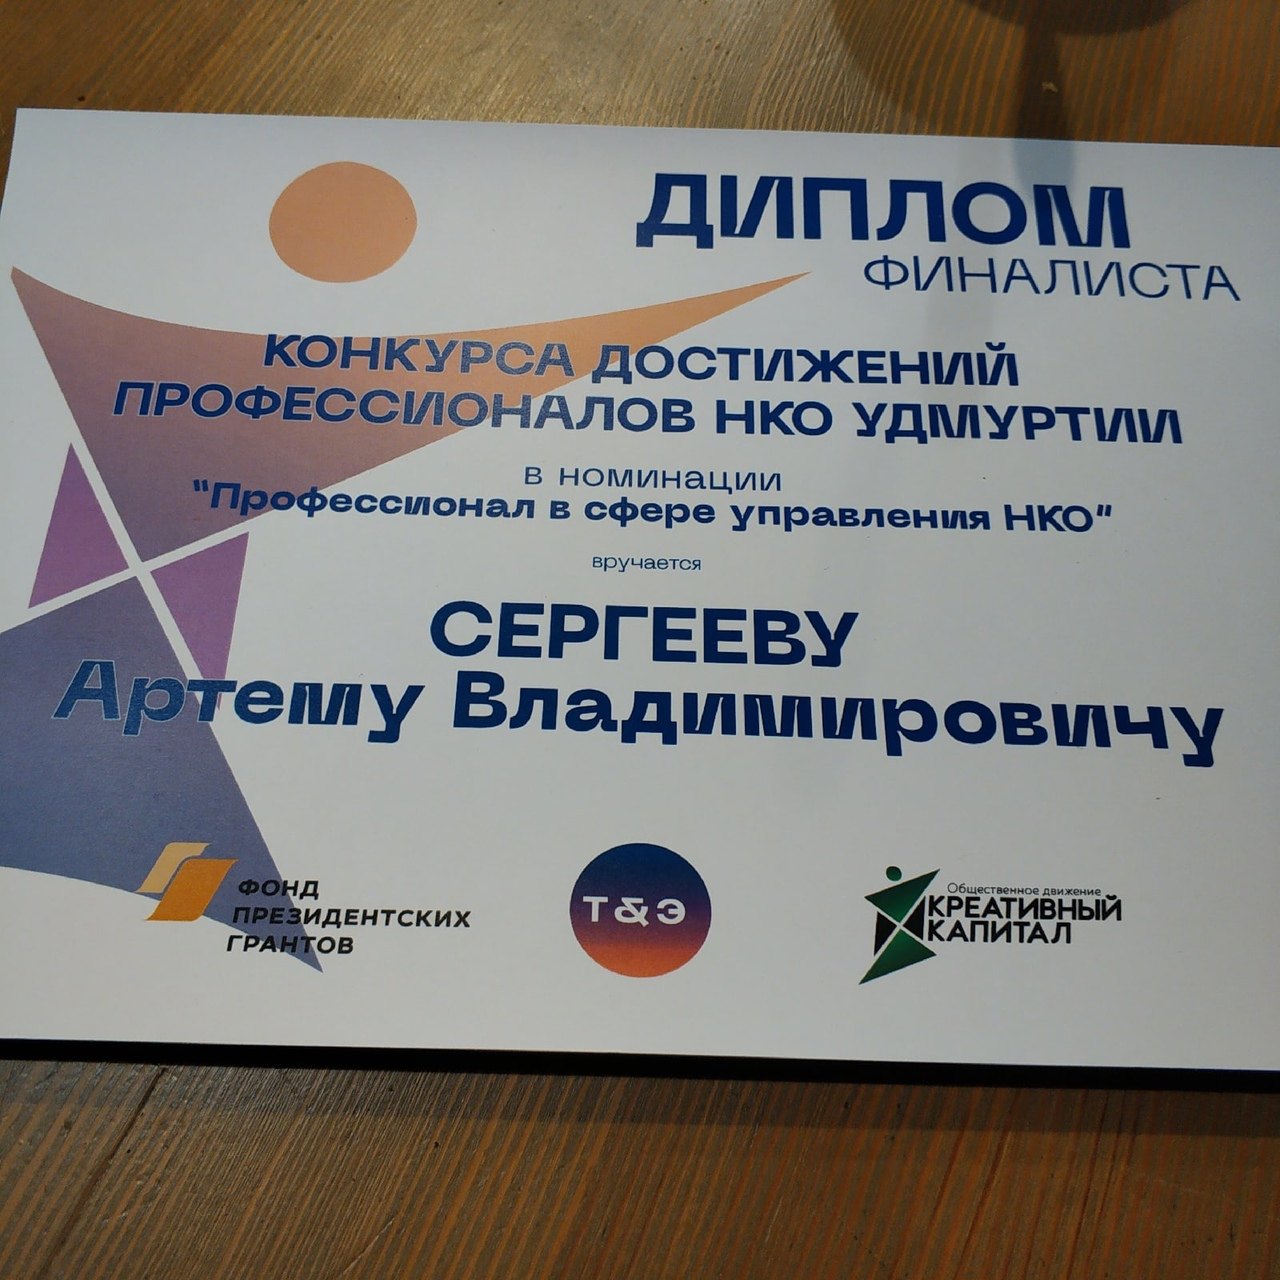 ДИПЛОМ
ФИНАЛИСТА
КОНКУРСА ДОСТИЖЕНИЙ
ПРОФЕССИОНАЛОВ НКО УДМУРТИИ
в номинации
"Профессионал в сфере управления НКО"
вручается
СЕРГЕЕВУ
Артему Владимировичу
ФОНД
ПРЕЗИДЕНТСКИХ
ГРАНТОВ
Т&Э
Общественное движение
КРЕАТИВНЫЙ
КАПИТАЛ